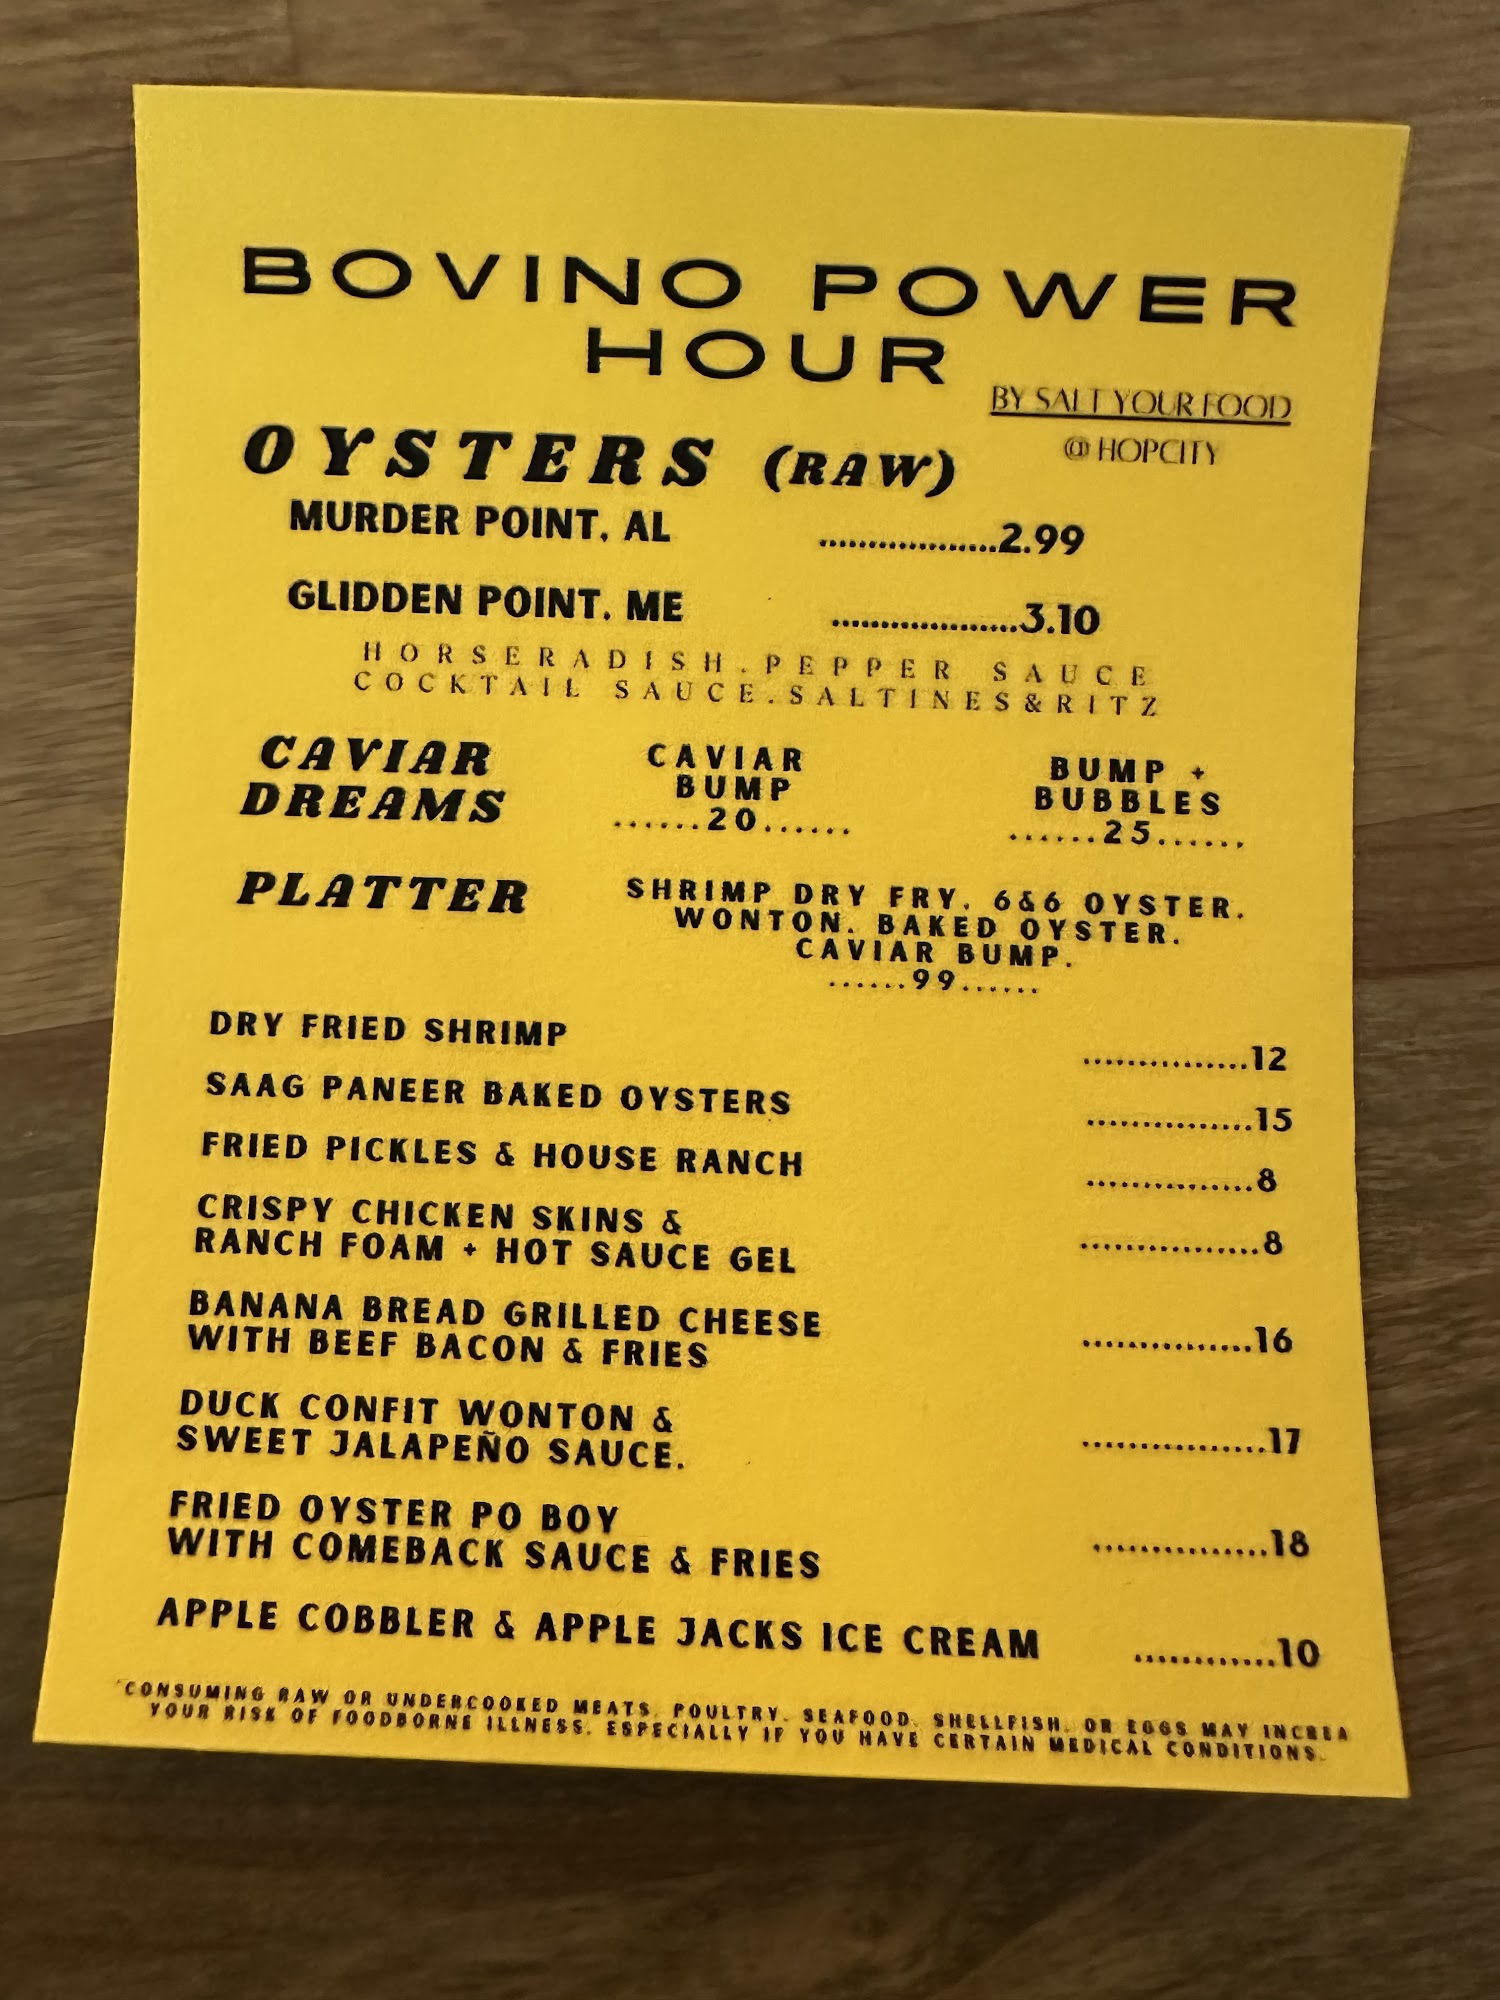 BOVINO POWER
HOUR
BY SALT YOUR FOOD
@ HOPCITY
OYSTERS (RAW)
MURDER POINT, AL ..................2.99
GLIDDEN POINT, ME ...................3.10
HORSERADISH.PEPPER SAUCE
COCKTAIL SAUCE.SALTINES&RITZ
CAVIAR
DREAMS
CAVIAR
BUMP
......20......
BUMP +
BUBBLES
......25......
PLATTER
SHRIMP DRY FRY. 6&6 OYSTER.
WONTON. BAKED OYSTER.
CAVIAR BUMP.
......99......
DRY FRIED SHRIMP ...............12
SAAG PANEER BAKED OYSTERS ...............15
FRIED PICKLES & HOUSE RANCH ...............8
CRISPY CHICKEN SKINS &
RANCH FOAM + HOT SAUCE GEL ................8
BANANA BREAD GRILLED CHEESE
WITH BEEF BACON & FRIES ...............16
DUCK CONFIT WONTON &
SWEET JALAPEÑO SAUCE. ................17
FRIED OYSTER PO BOY
WITH COMEBACK SAUCE & FRIES ...............18
APPLE COBBLER & APPLE JACKS ICE CREAM ............10
*CONSUMING RAW OR UNDERCOOKED MEATS, POULTRY, SEAFOOD, SHELLFISH, OR EGGS MAY INCREA
YOUR RISK OF FOODBORNE ILLNESS, ESPECIALLY IF YOU HAVE CERTAIN MEDICAL CONDITIONS.